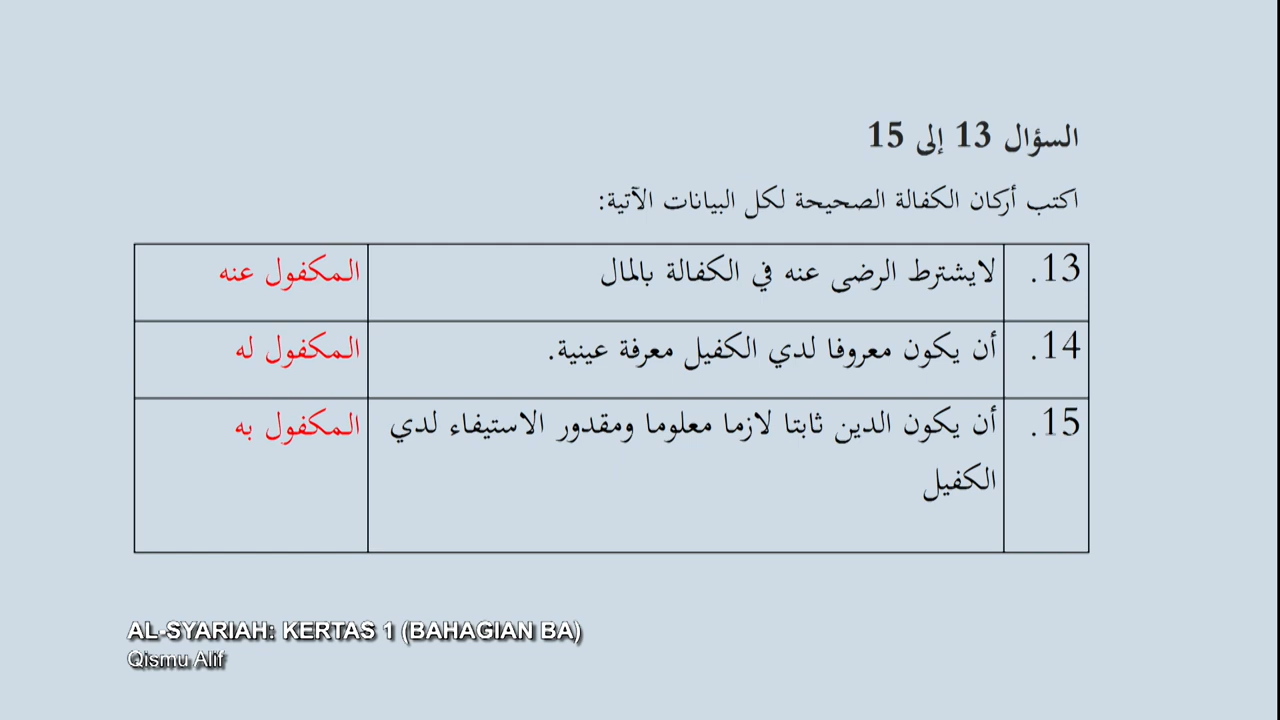 السؤال 13 إلى 15
اكتب أركان الكفالة الصحيحة لكل البيانات الآتية:
13. لايشترط الرضى عنه في الكفالة بالمال المكفول عنه
14. أن يكون معروفا لدي الكفيل معرفة عينية. المكفول له
15. أن يكون الدين ثابتا لازما معلوما ومقدور الاستيفاء لدي المكفول به
الكفيل
AL-SYARIAH: KERTAS 1 (BAHAGIAN BA)
Qismu Alif